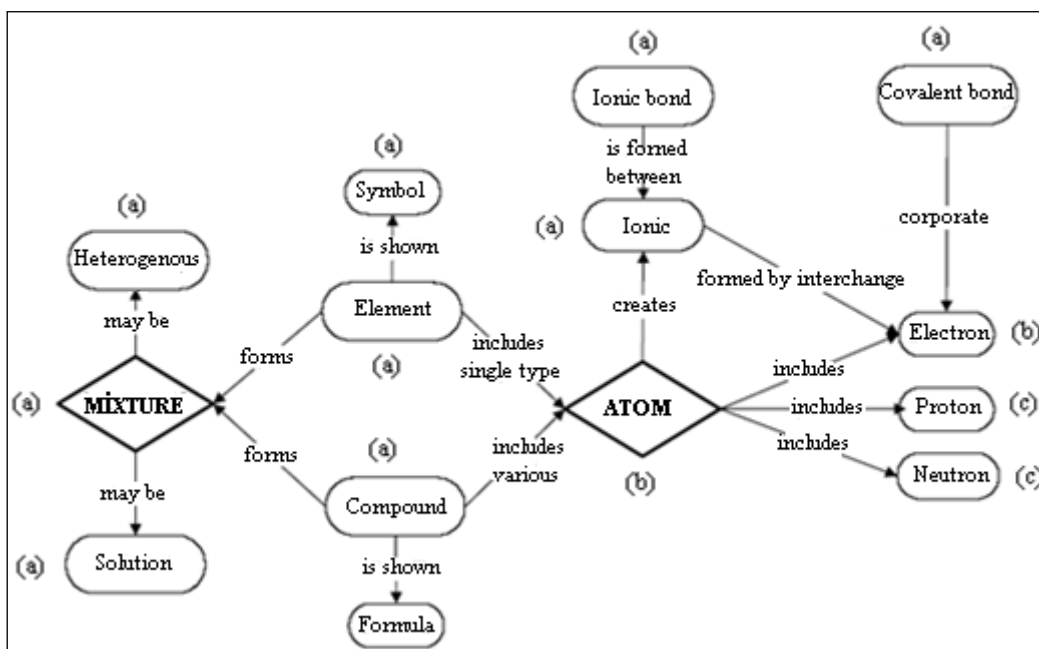 (a)
(a)
Ionic bond
Covalent bond
(a)
is forned
between
Symbol
(a)
(a)
Ionic
corporate
Heterogenous
is shown
formed by interchange
may be
Element
creates
Electron
(b)
forms
(a)
includes
single type
includes
(a)
MİXTURE
ATOM
includes
Proton
(c)
forms
(a)
includes
various
includes
may be
(b)
Neutron
(c)
Compound
(a)
Solution
is shown
Formula